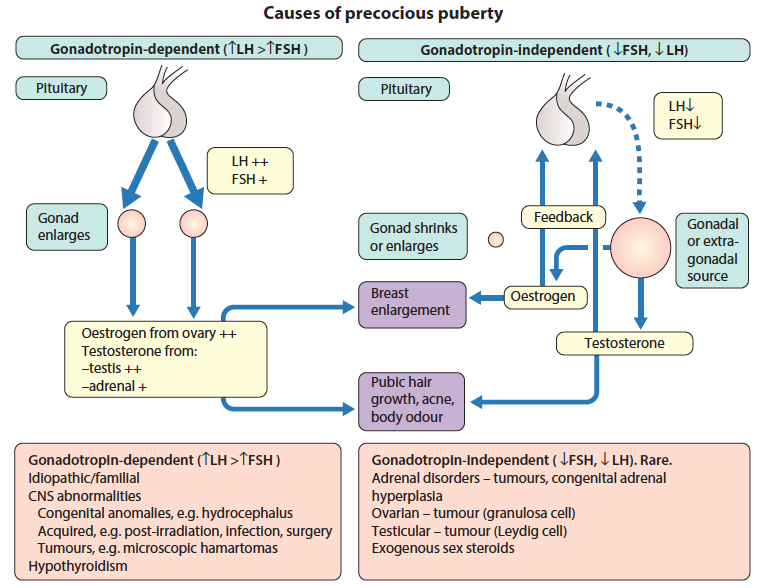 Causes of precocious puberty
Gonadotropin-dependent (↑LH >↑FSH )
Pituitary
LH ++
FSH +
Gonad
enlarges
Oestrogen from ovary ++
Testosterone from:
–testis ++
–adrenal +
Gonadotropin-independent (↓FSH, ↓ LH)
Pituitary
LH↓
FSH↓
Feedback
Gonad shrinks
or enlarges
Gonadal
or extra-
gonadal
source
Breast
enlargement
Oestrogen
Testosterone
Pubic hair
growth, acne,
body odour
Gonadotropin-dependent (↑LH >↑FSH )
Idiopathic/familial
CNS abnormalities
Congenital anomalies, e.g. hydrocephalus
Acquired, e.g. post-irradiation, infection, surgery
Tumours, e.g. microscopic hamartomas
Hypothyroidism
Gonadotropin-independent (↓FSH, ↓ LH). Rare.
Adrenal disorders – tumours, congenital adrenal
hyperplasia
Ovarian – tumour (granulosa cell)
Testicular – tumour (Leydig cell)
Exogenous sex steroids